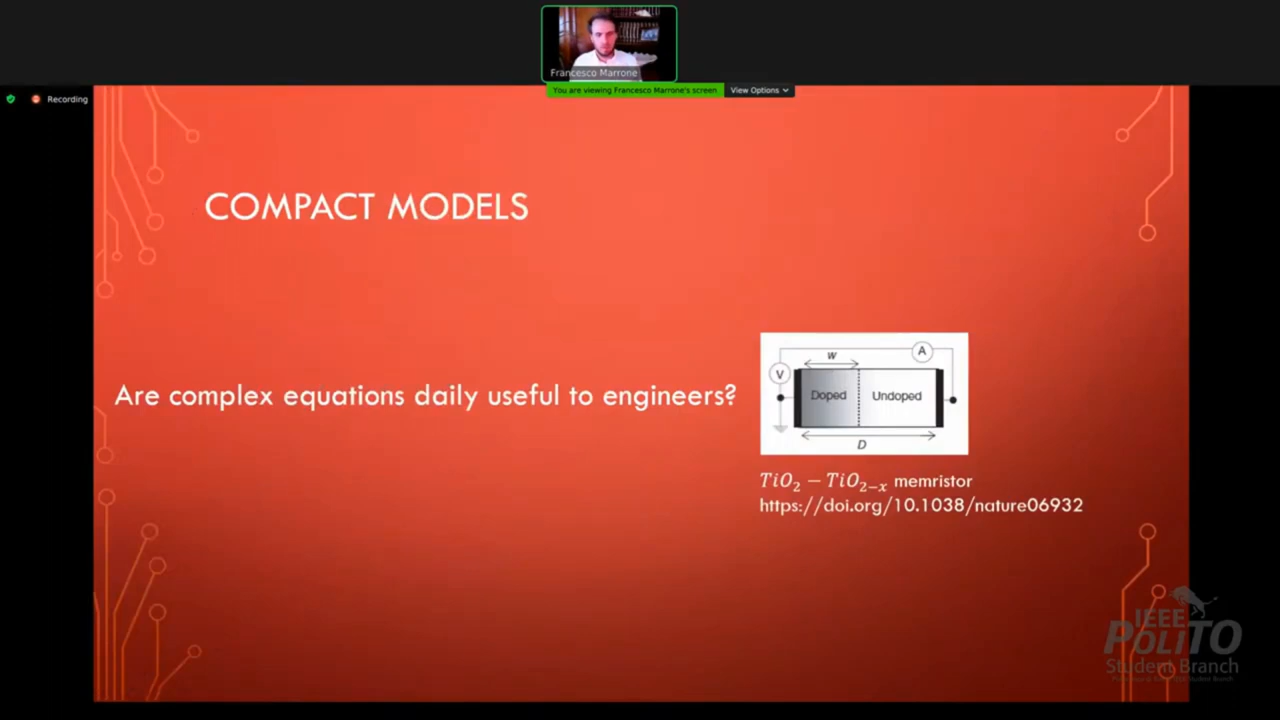 Francesco Marrone
You are viewing Francesco Marrone's screen
View Options
Recording
COMPACT MODELS
Are complex equations daily useful to engineers?
w
A
V
Doped
Undoped
D
TiO₂ − TiO₂₋ₓ memristor
https://doi.org/10.1038/nature06932
IEEE
POLITO
Student Branch